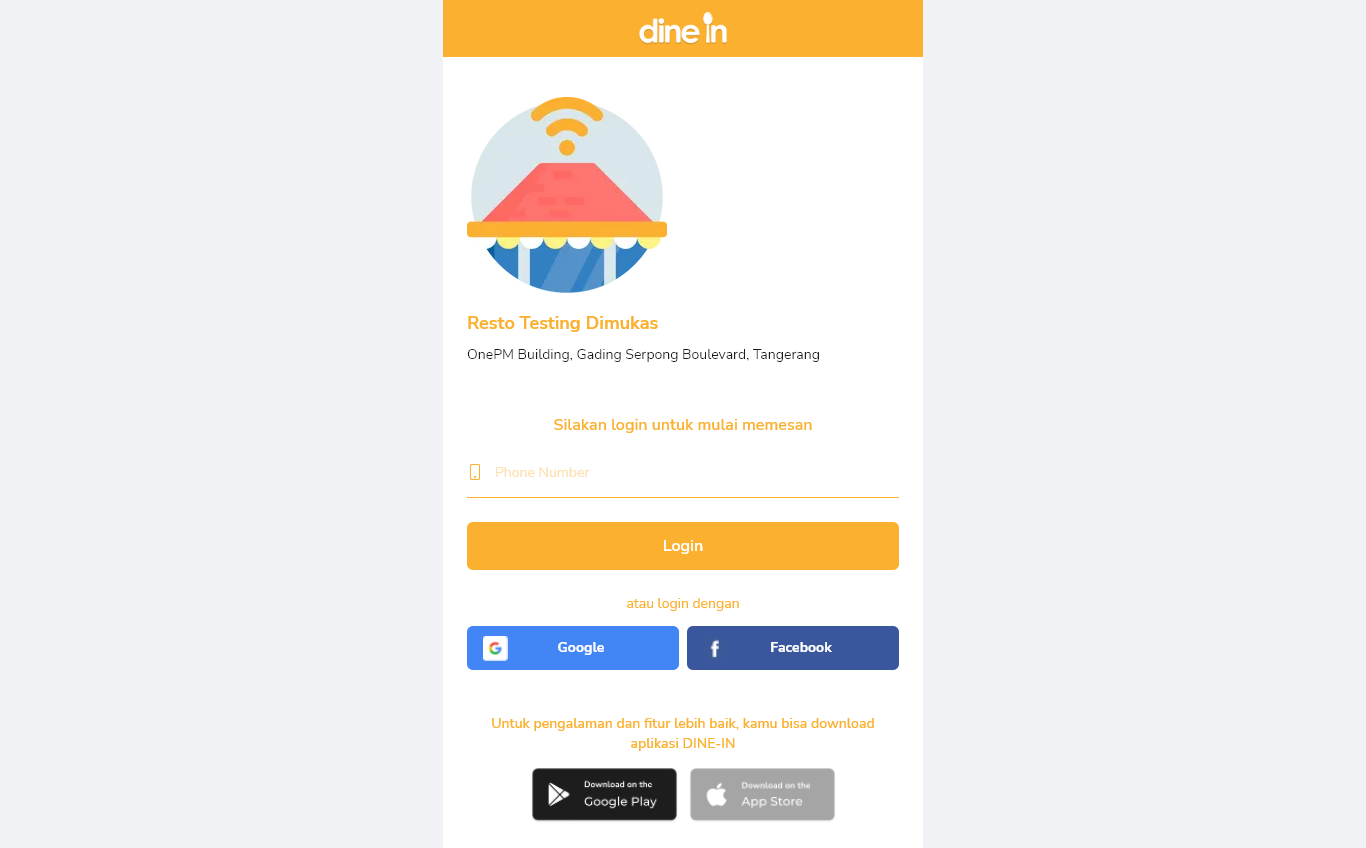 dine in
Resto Testing Dimukas
OnePM Building, Gading Serpong Boulevard, Tangerang
Silakan login untuk mulai memesan
Phone Number
Login
atau login dengan
Google
Facebook
Untuk pengalaman dan fitur lebih baik, kamu bisa download
aplikasi DINE-IN
Download on the
Google Play
Download on the
App Store